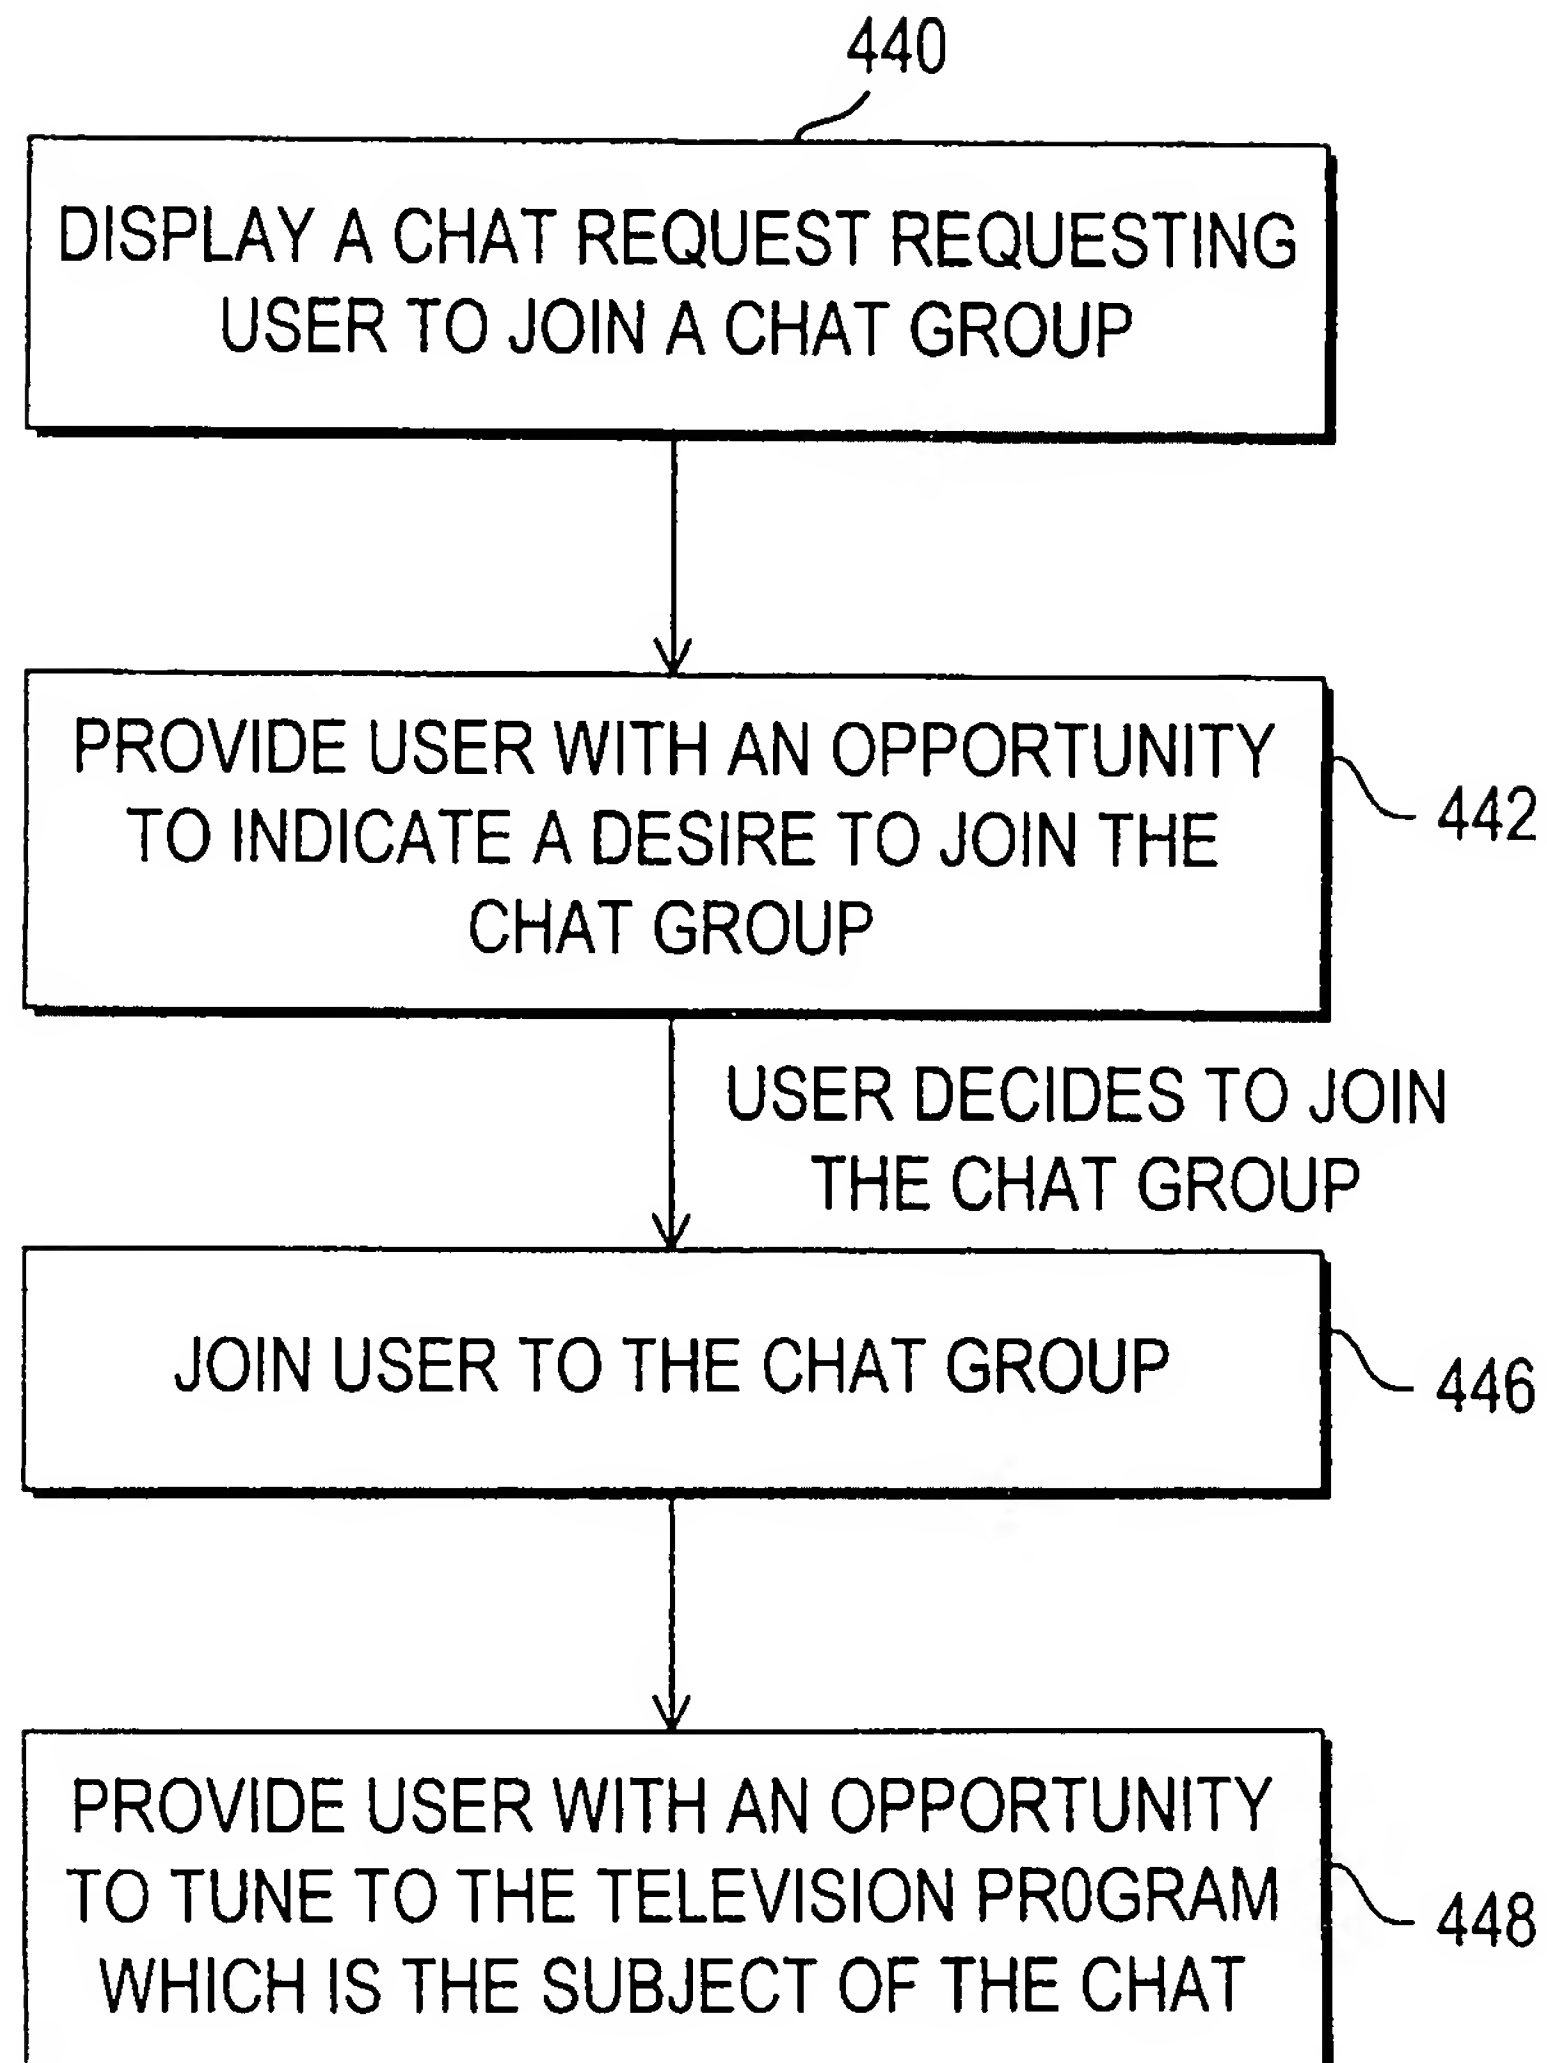 440
DISPLAY A CHAT REQUEST REQUESTING
USER TO JOIN A CHAT GROUP
PROVIDE USER WITH AN OPPORTUNITY
TO INDICATE A DESIRE TO JOIN THE
CHAT GROUP
442
USER DECIDES TO JOIN
THE CHAT GROUP
JOIN USER TO THE CHAT GROUP
446
PROVIDE USER WITH AN OPPORTUNITY
TO TUNE TO THE TELEVISION PR0GRAM
WHICH IS THE SUBJECT OF THE CHAT
448